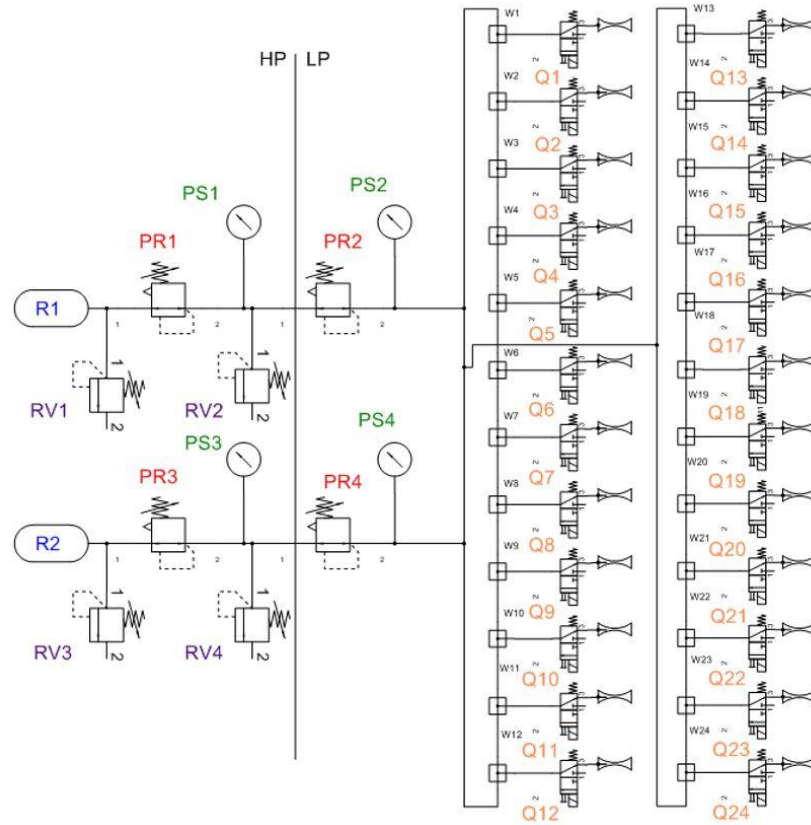 HP LP
PS1
PS2
PR1
PR2
R1
1
2
1
2
1
2
1
2
RV1
RV2
PS3
PS4
PR3
PR4
R2
1
2
1
2
1
2
1
2
RV3
RV4
W1
Q1
W2
Q2
W3
Q3
W4
Q4
W5
Q5
W6
Q6
W7
Q7
W8
Q8
W9
Q9
W10
Q10
W11
Q11
W12
Q12
W13
Q13
W14
Q14
W15
Q15
W16
Q16
W17
Q17
W18
Q18
W19
Q19
W20
Q20
W21
Q21
W22
Q22
W23
Q23
W24
Q24